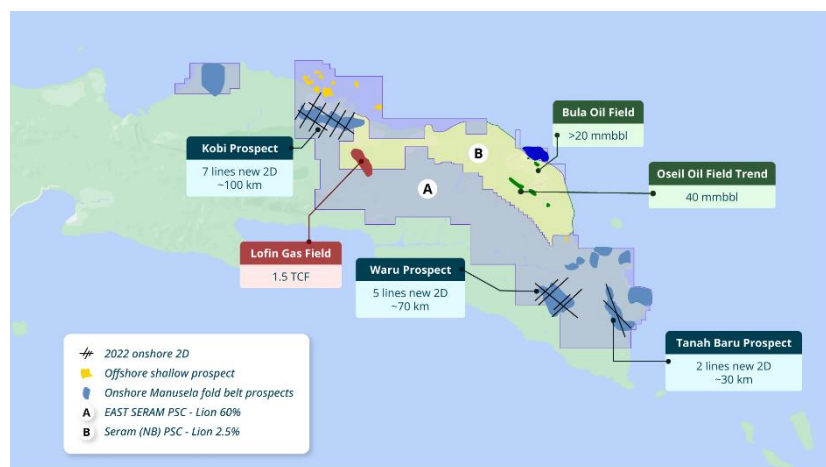 Bula Oil Field
>20 mmbbl
Kobi Prospect
7 lines new 2D
~100 km
B
Oseil Oil Field Trend
40 mmbbl
A
Lofin Gas Field
1.5 TCF
Waru Prospect
5 lines new 2D
~70 km
Tanah Baru Prospect
2 lines new 2D
~30 km
2022 onshore 2D
Offshore shallow prospect
Onshore Manusela fold belt prospects
A EAST SERAM PSC - Lion 60%
B Seram (NB) PSC - Lion 2.5%